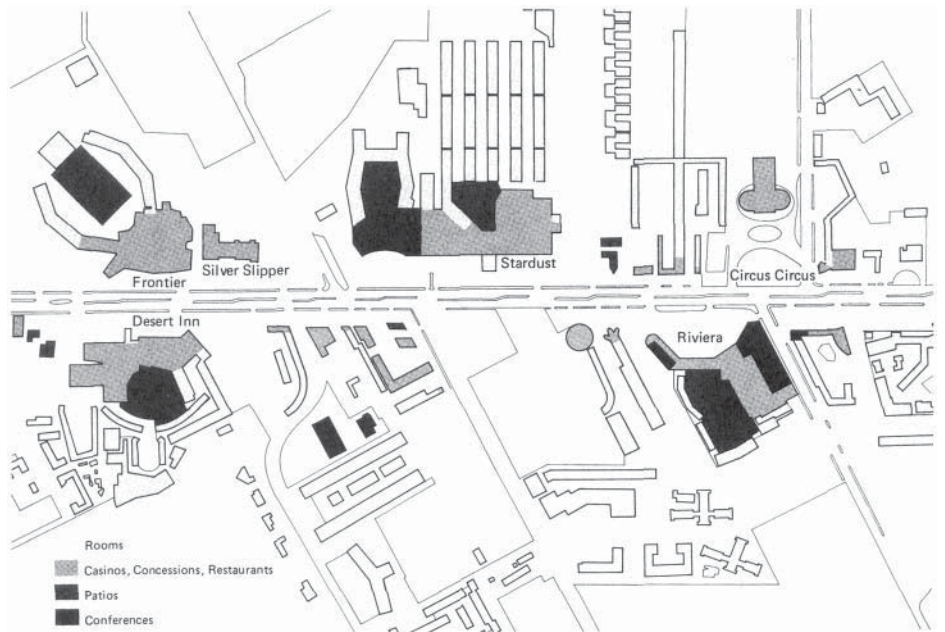 Silver Slipper
Frontier
Stardust
Circus Circus
Desert Inn
Riviera
Rooms
Casinos, Concessions, Restaurants
Patios
Conferences